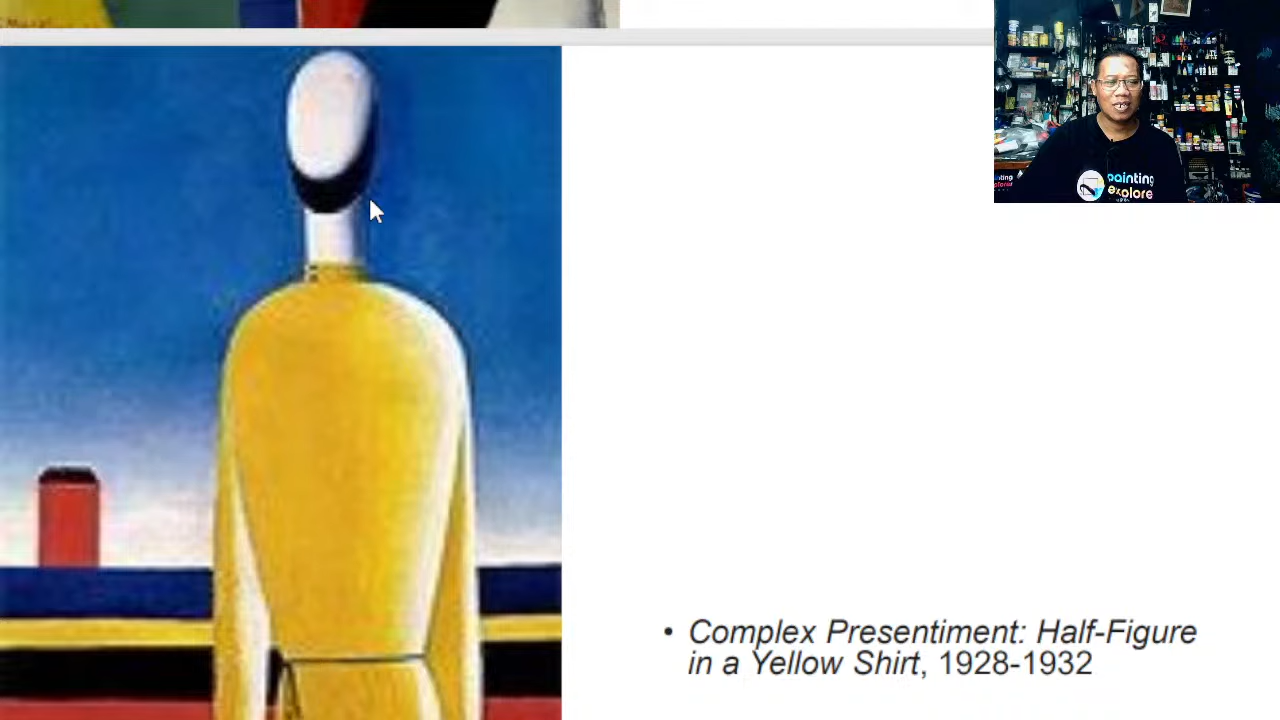 painting
explore
• Complex Presentiment: Half-Figure
in a Yellow Shirt, 1928-1932